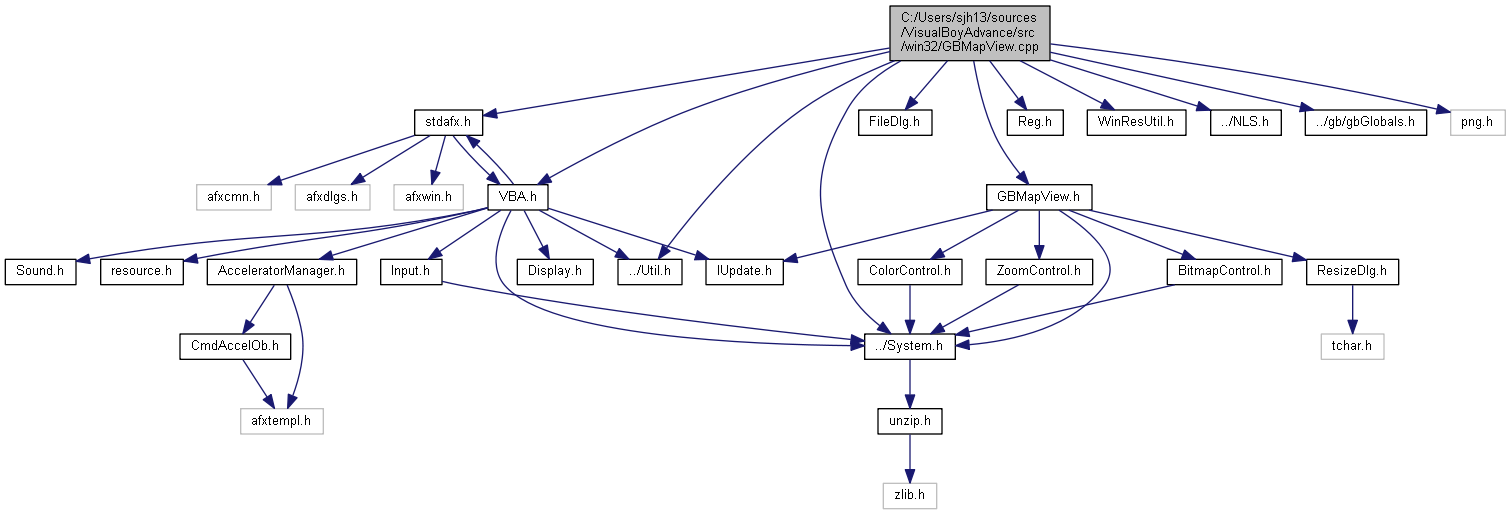 C:/Users/sjh13/sources
/VisualBoyAdvance/src
/win32/GBMapView.cpp
stdafx.h
FileDlg.h
Reg.h
WinResUtil.h
../NLS.h
../gb/gbGlobals.h
png.h
afxcmn.h
afxdlgs.h
afxwin.h
VBA.h
GBMapView.h
Sound.h
resource.h
AcceleratorManager.h
Input.h
Display.h
../Util.h
IUpdate.h
ColorControl.h
ZoomControl.h
BitmapControl.h
ResizeDlg.h
CmdAccelOb.h
../System.h
tchar.h
afxtempl.h
unzip.h
zlib.h